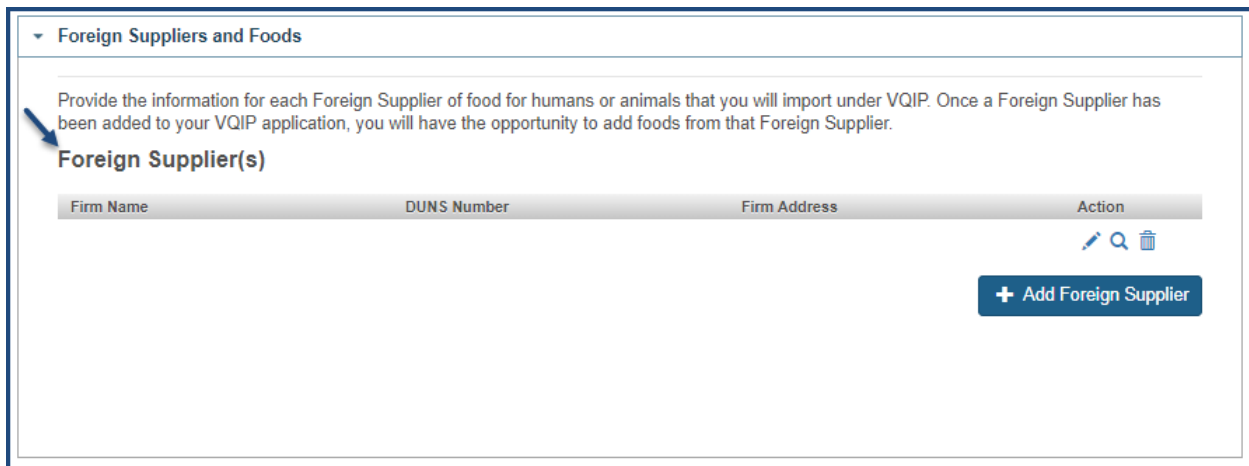 Foreign Suppliers and Foods
Provide the information for each Foreign Supplier of food for humans or animals that you will import under VQIP. Once a Foreign Supplier has
been added to your VQIP application, you will have the opportunity to add foods from that Foreign Supplier.
Foreign Supplier(s)
Firm Name DUNS Number Firm Address Action
Add Foreign Supplier